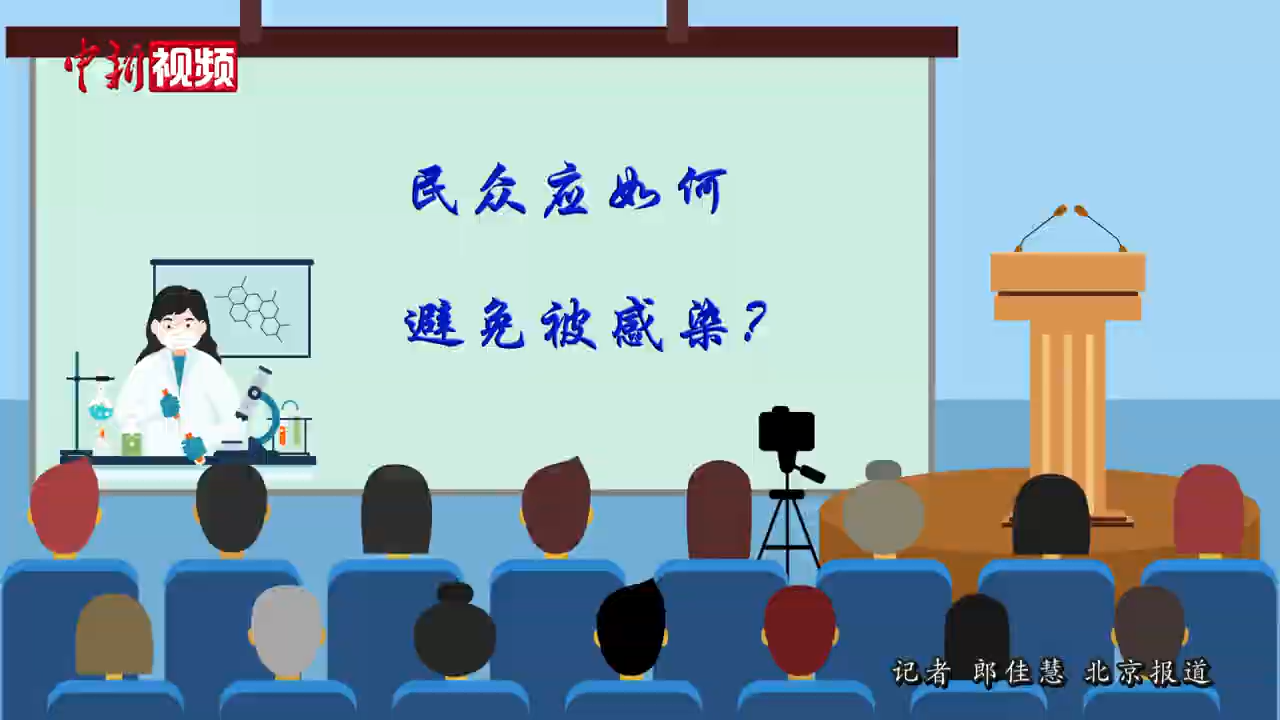 中新视频
民众应如何
避免被感染?
记者 郎佳慧 北京报道